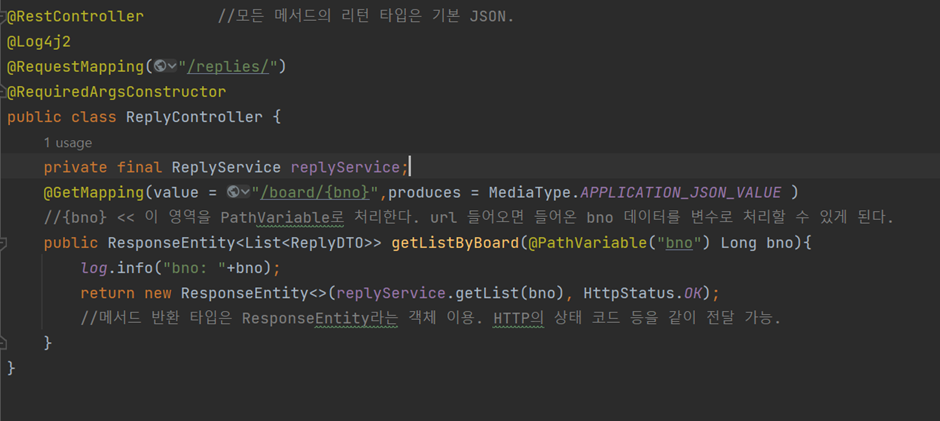 @RestController //모든 메서드의 리턴 타입은 기본 JSON.
@Log4j2
@RequestMapping("/replies/")
@RequiredArgsConstructor
public class ReplyController {
1 usage
private final ReplyService replyService;
@GetMapping(value = "/board/{bno}",produces = MediaType.APPLICATION_JSON_VALUE )
//{bno} << 이 영역을 PathVariable로 처리한다. url 들어오면 들어온 bno 데이터를 변수로 처리할 수 있게 된다.
public ResponseEntity<List<ReplyDTO>> getListByBoard(@PathVariable("bno") Long bno){
log.info("bno: "+bno);
return new ResponseEntity<>(replyService.getList(bno), HttpStatus.OK);
//메서드 반환 타입은 ResponseEntity라는 객체 이용. HTTP의 상태 코드 등을 같이 전달 가능.
}
}